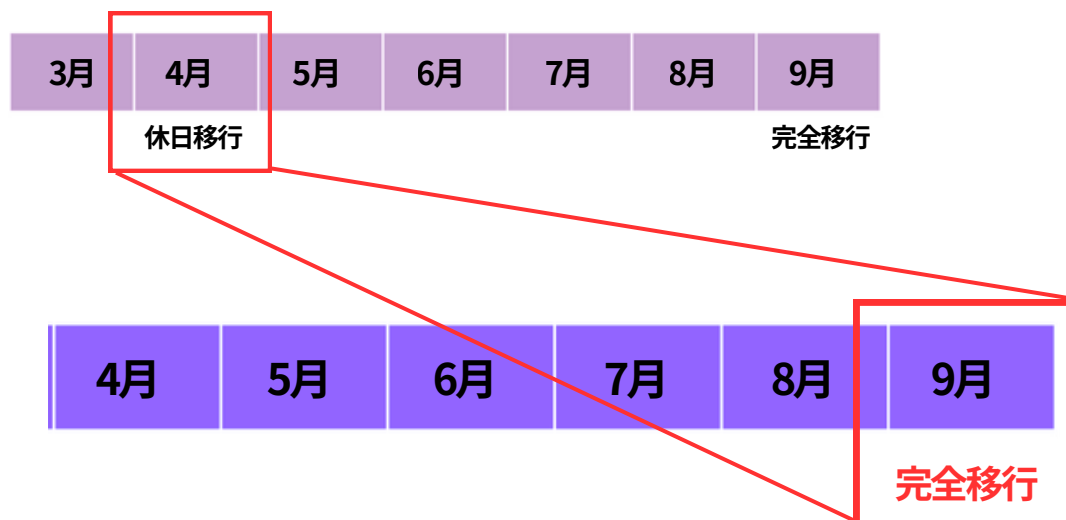 3月 4月 5月 6月 7月 8月 9月
休日移行 完全移行
4月 5月 6月 7月 8月 9月
完全移行